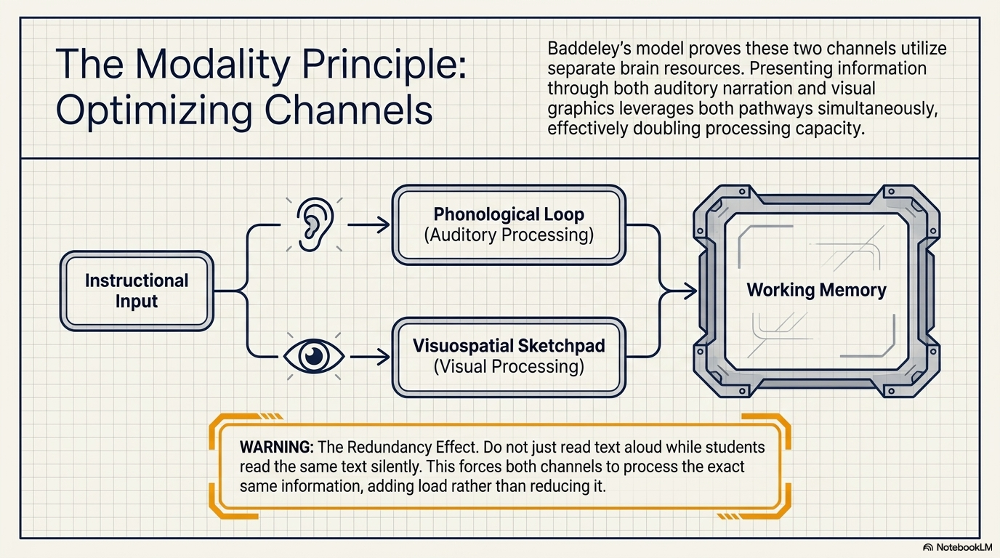 The Modality Principle:
Optimizing Channels
Baddeley's model proves these two channels utilize
separate brain resources. Presenting information
through both auditory narration and visual
graphics leverages both pathways simultaneously,
effectively doubling processing capacity.
Instructional
Input
Phonological Loop
(Auditory Processing)
Visuospatial Sketchpad
(Visual Processing)
Working Memory
WARNING: The Redundancy Effect. Do not just read text aloud while students
read the same text silently. This forces both channels to process the exact
same information, adding load rather than reducing it.
NotebookLM